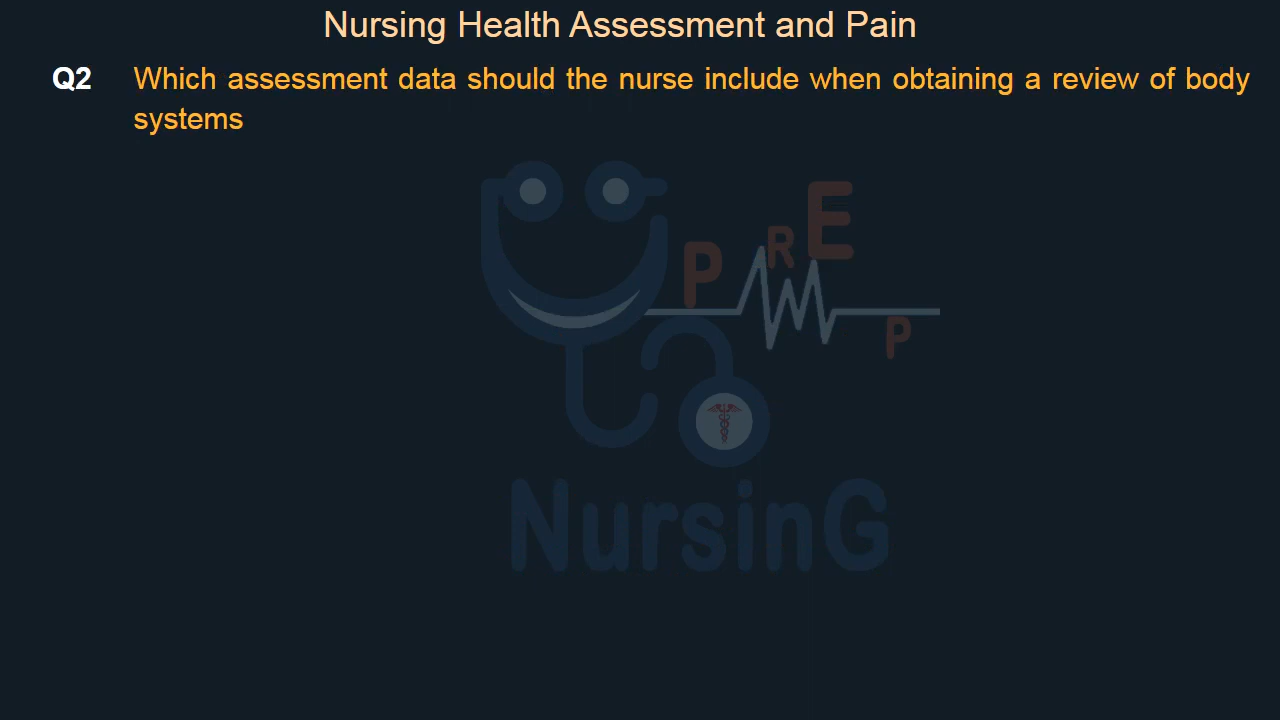 Nursing Health Assessment and Pain
Q2 Which assessment data should the nurse include when obtaining a review of body
systems
PREP
NursinG